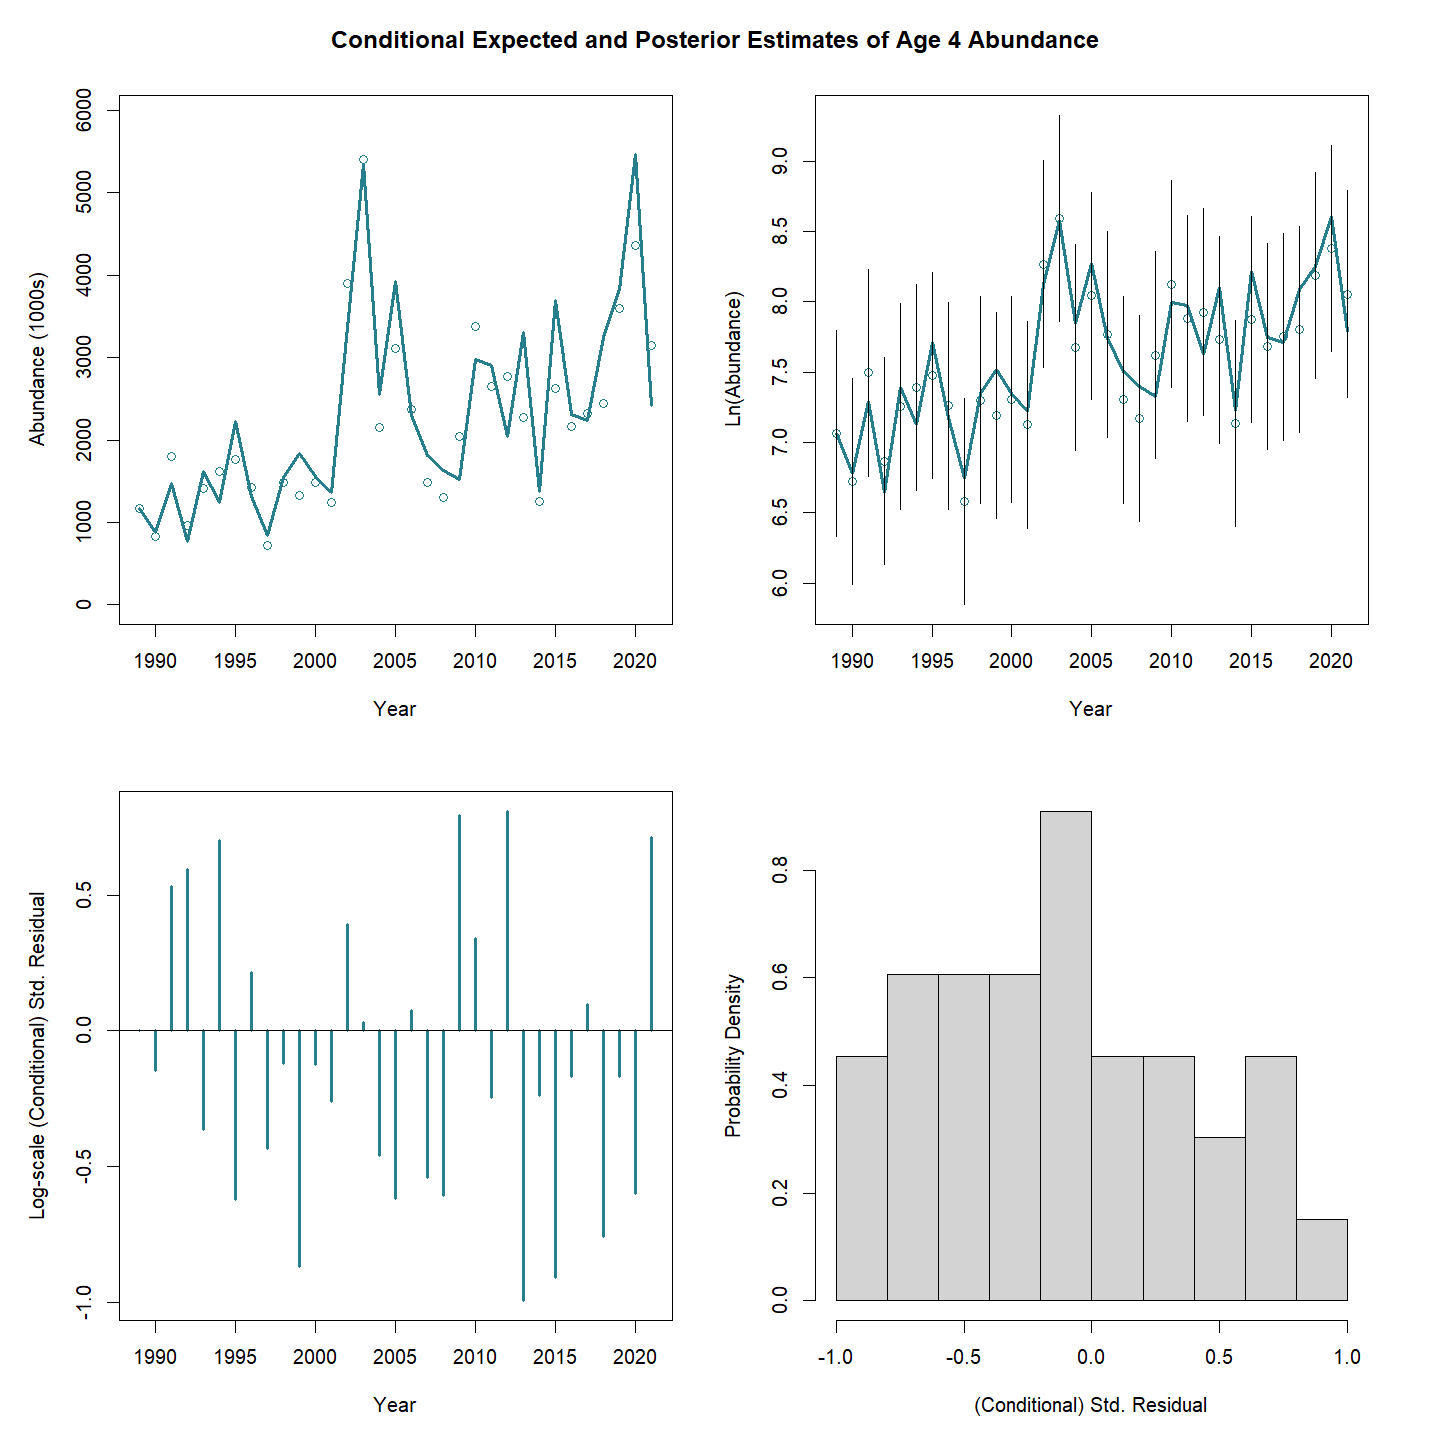 Conditional Expected and Posterior Estimates of Age 4 Abundance
Abundance (1000s)
0 1000 2000 3000 4000 5000 6000
1990 1995 2000 2005 2010 2015 2020
Year
Ln(Abundance)
6.0 6.5 7.0 7.5 8.0 8.5 9.0
1990 1995 2000 2005 2010 2015 2020
Year
Log-scale (Conditional) Std. Residual
-1.0 -0.5 0.0 0.5
1990 1995 2000 2005 2010 2015 2020
Year
Probability Density
0.0 0.2 0.4 0.6 0.8
-1.0 -0.5 0.0 0.5 1.0
(Conditional) Std. Residual